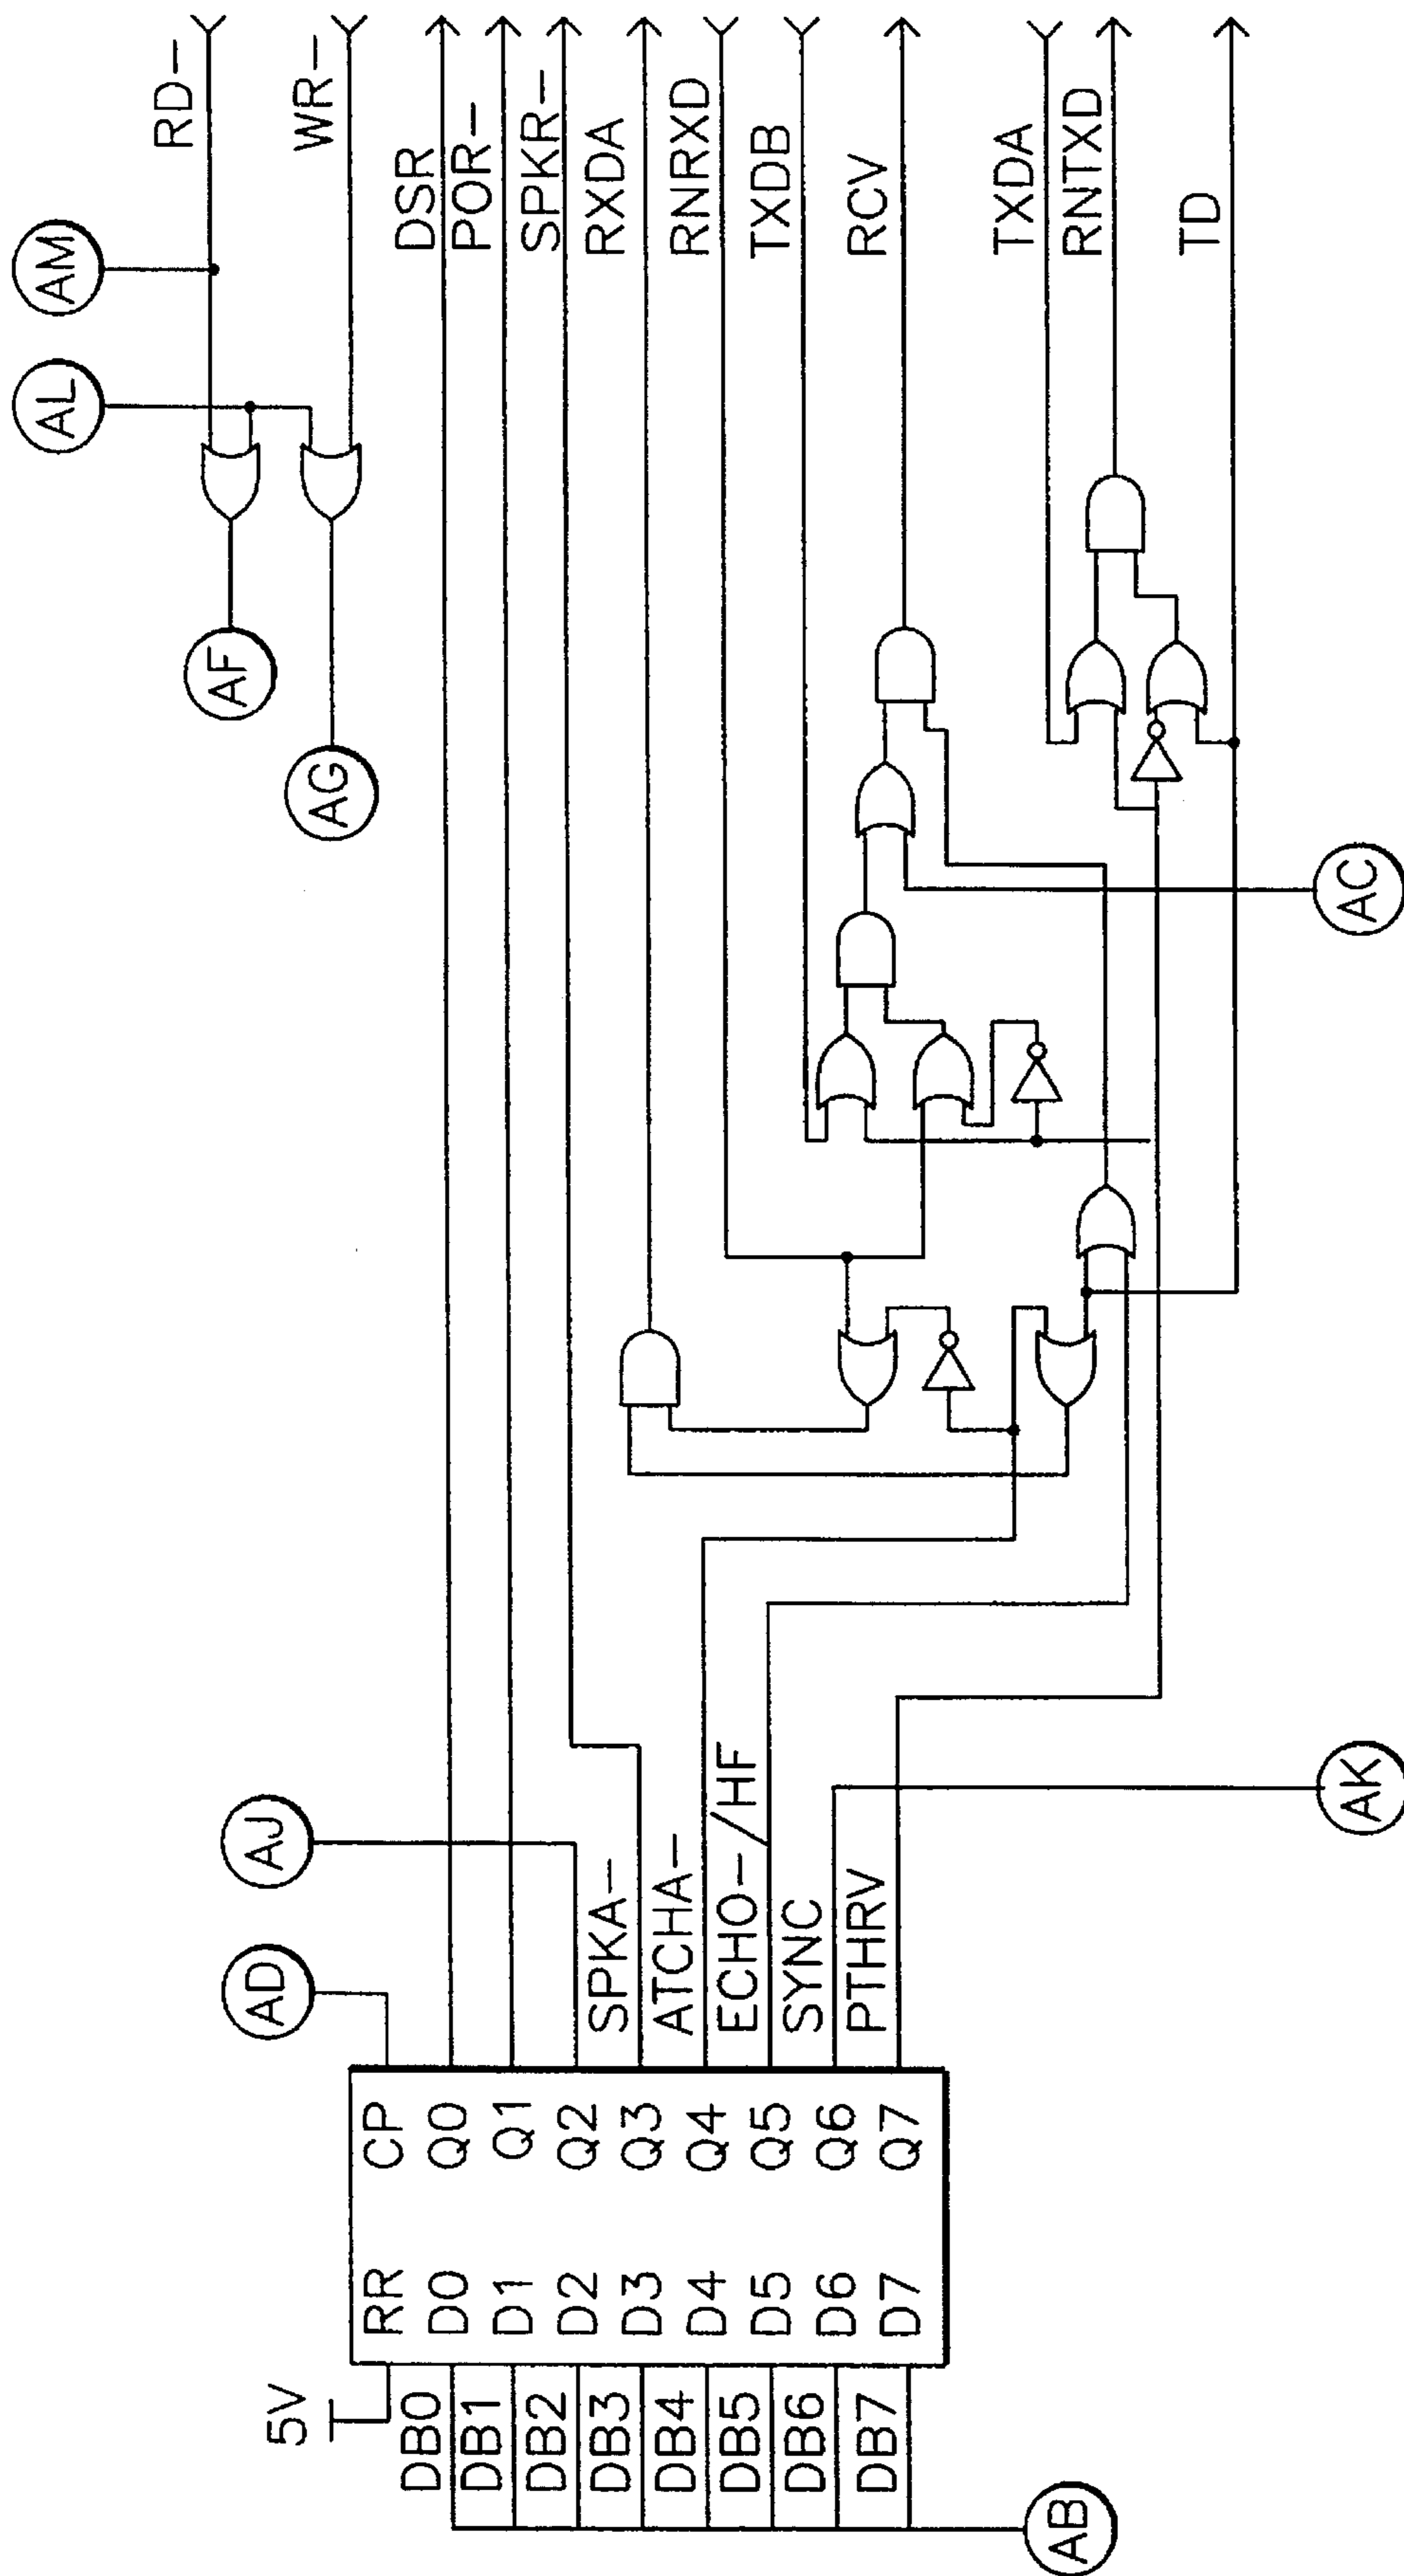 5V
RR CP
DB0 D0 Q0
DB1 D1 Q1
DB2 D2 Q2
DB3 D3 Q3
DB4 D4 Q4
DB5 D5 Q5
DB6 D6 Q6
DB7 D7 Q7
AB
AD
AJ
SPKA-
ATCHA-
ECHO-/HF
SYNC
PTHRV
AK
AG
AF
AL
AM
AC
RD-
WR-
DSR
POR-
SPKR-
RXDA
RNRXD
TXDB
RCV
TXDA
RNTXD
TD